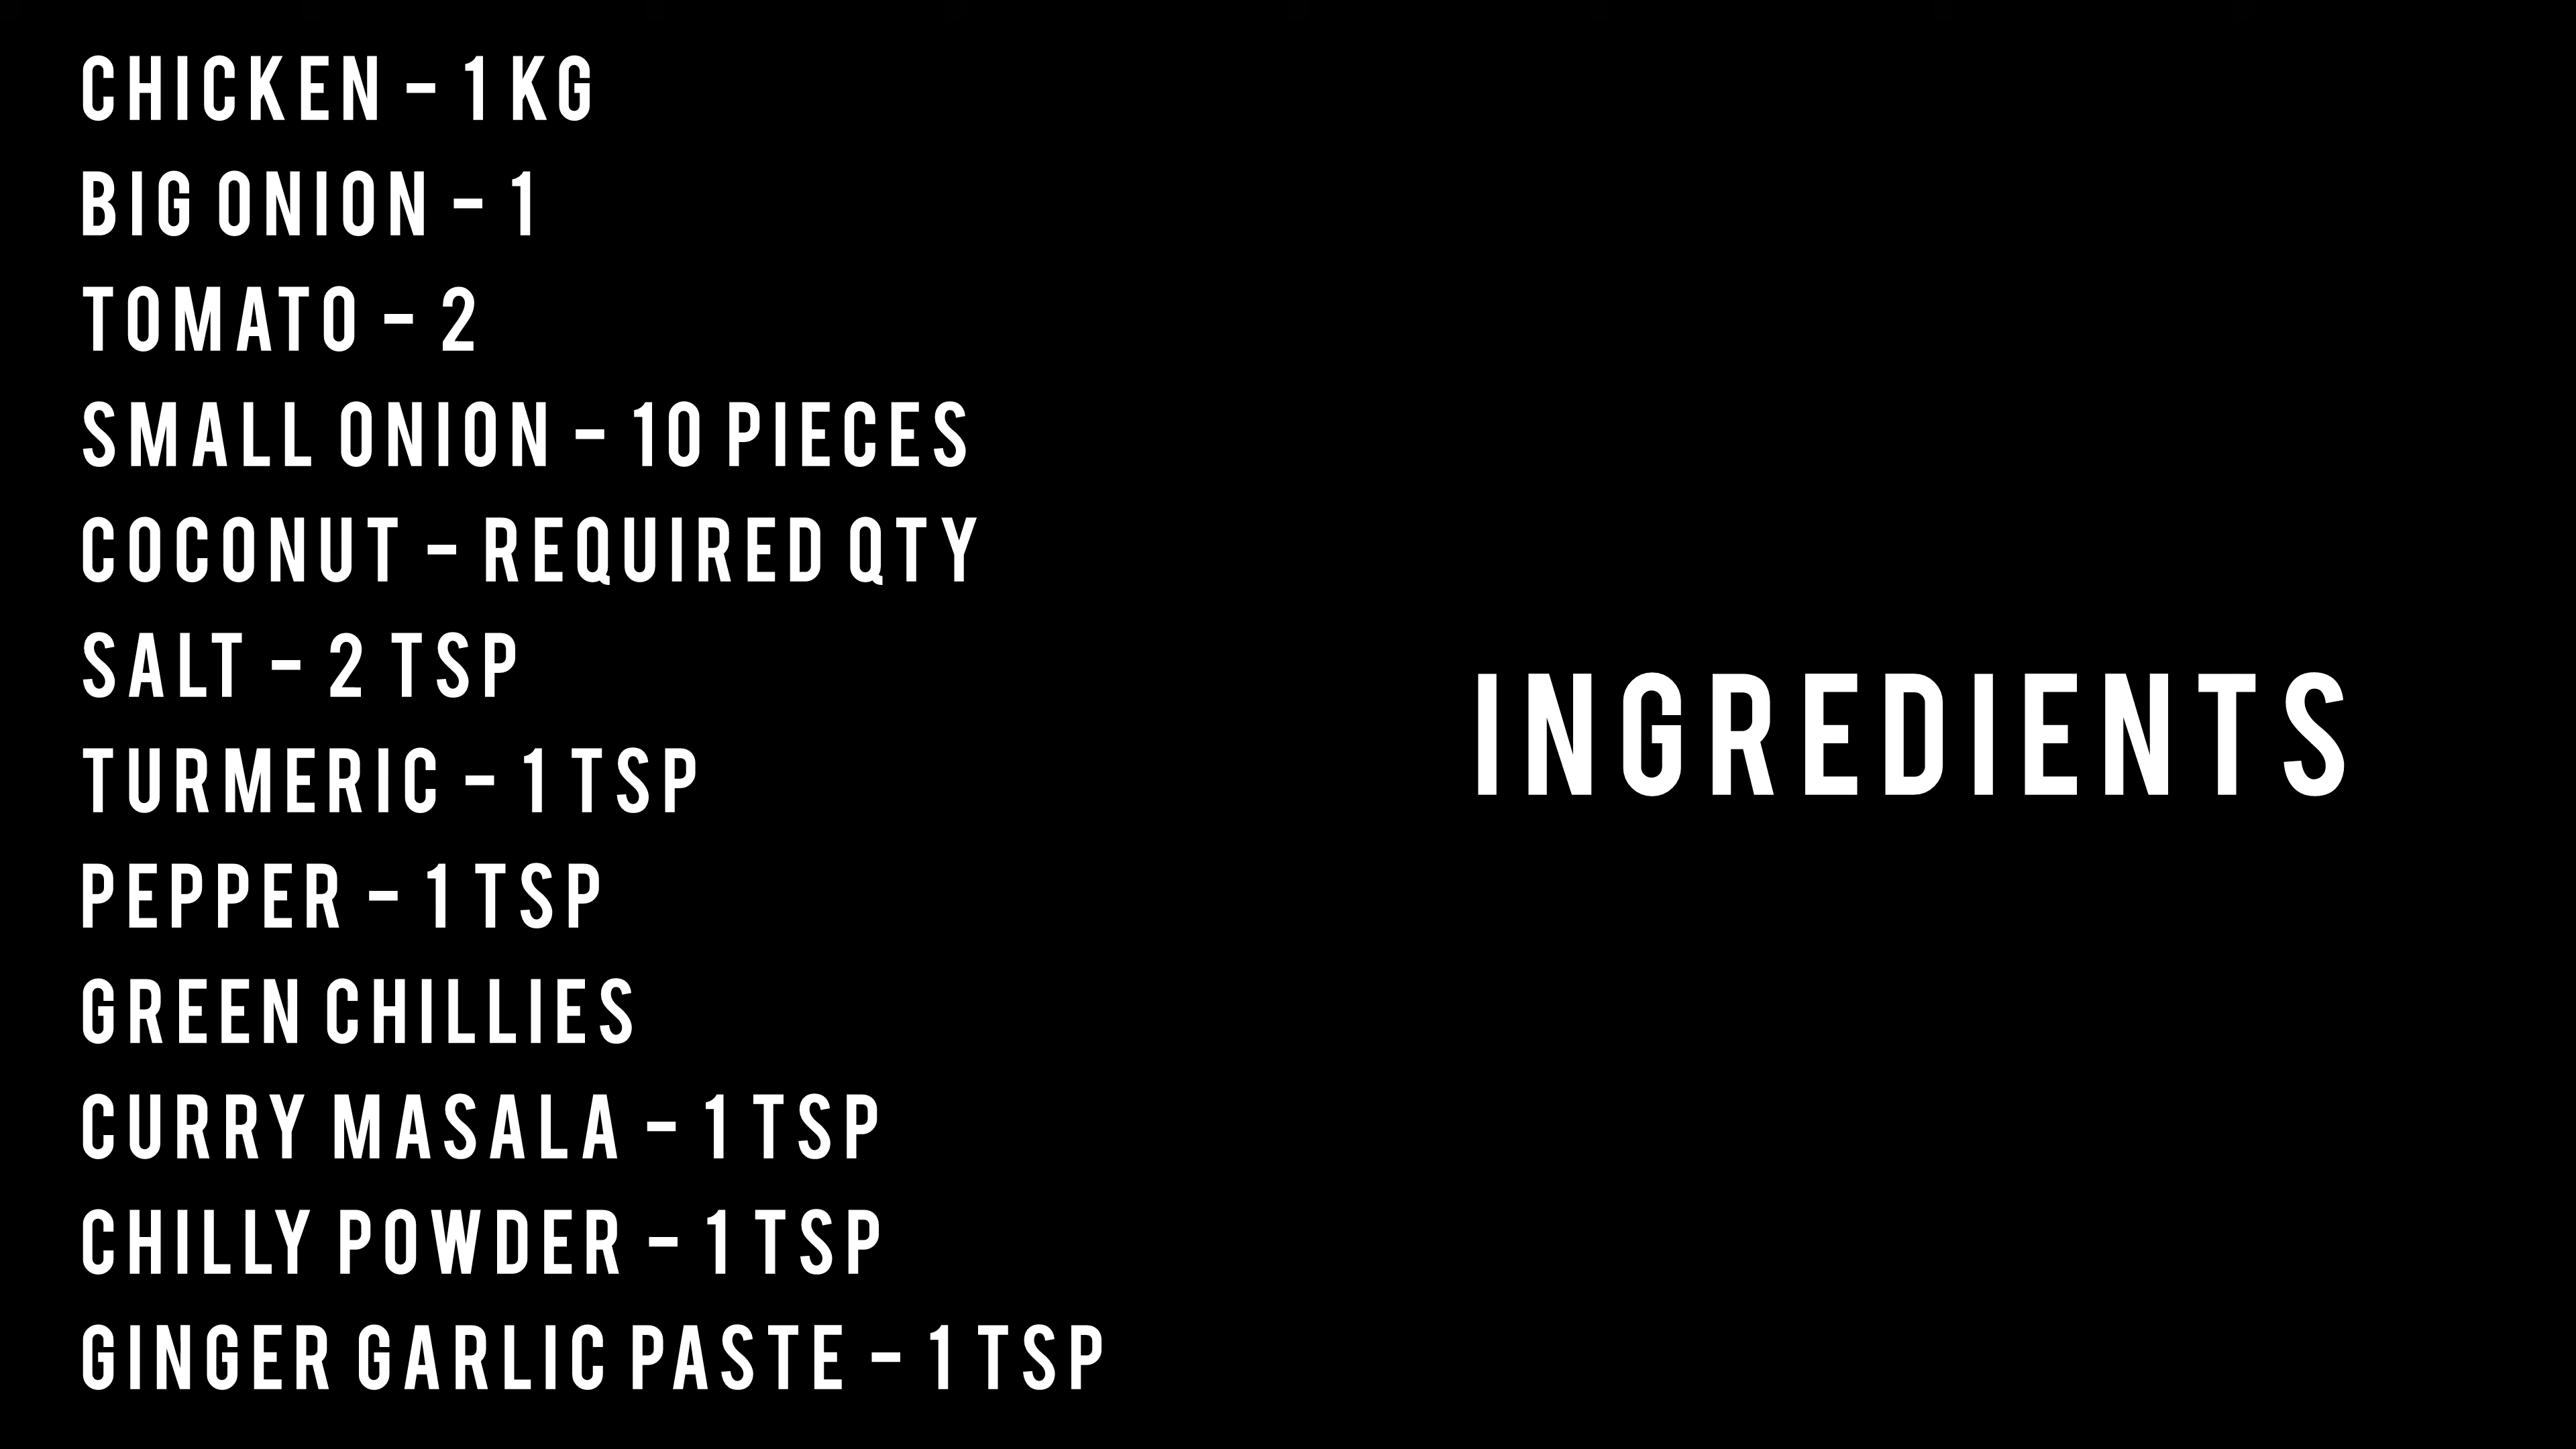 CHICKEN – 1 KG
BIG ONION – 1
TOMATO – 2
SMALL ONION – 10 PIECES
COCONUT – REQUIRED QTY
SALT – 2 TSP
TURMERIC – 1 TSP
PEPPER – 1 TSP
GREEN CHILLIES
CURRY MASALA – 1 TSP
CHILLY POWDER – 1 TSP
GINGER GARLIC PASTE – 1 TSP
INGREDIENTS